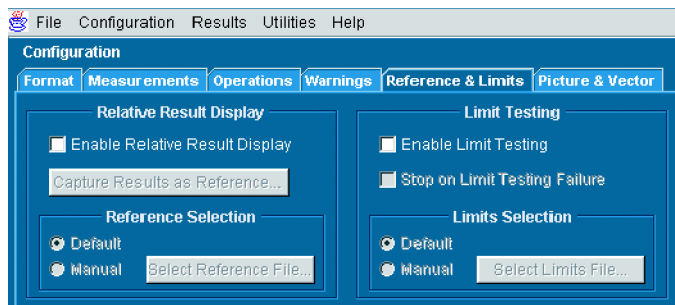 File Configuration Results Utilities Help
Configuration
Format Measurements Operations Warnings Reference & Limits Picture & Vector
Relative Result Display
Enable Relative Result Display
Capture Results as Reference...
Reference Selection
Default
Manual Select Reference File...
Limit Testing
Enable Limit Testing
Stop on Limit Testing Failure
Limits Selection
Default
Manual Select Limits File...